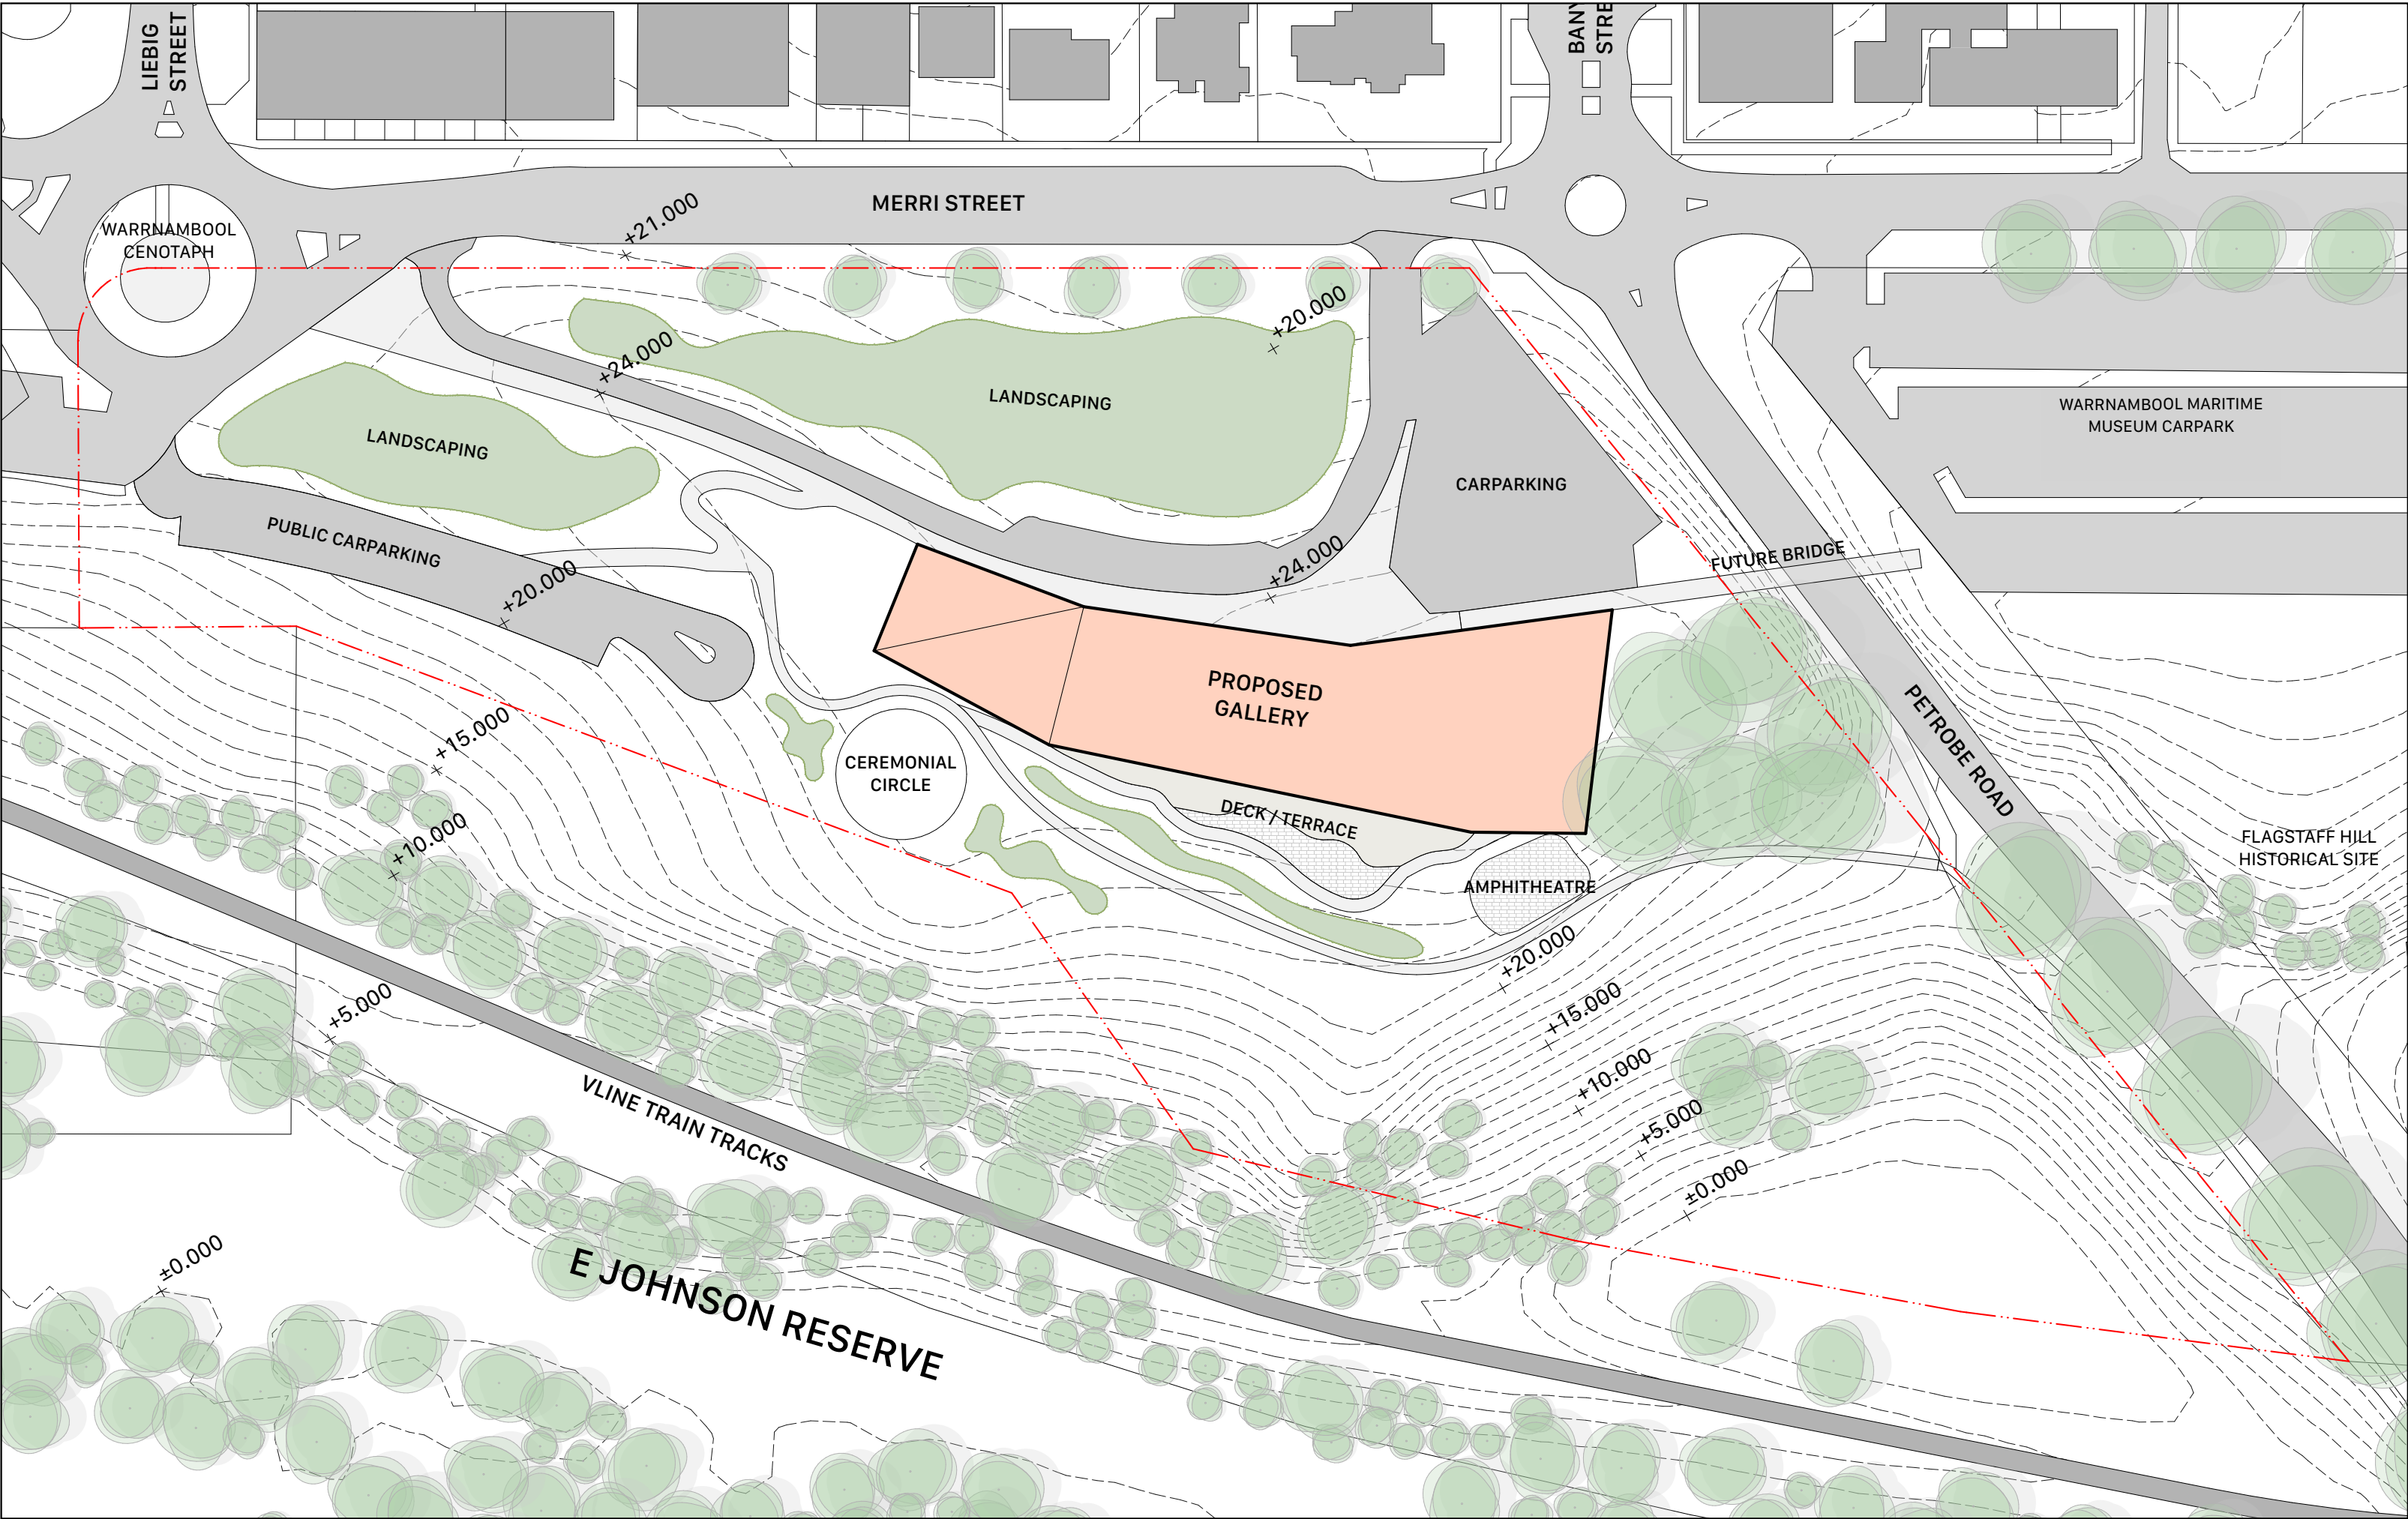 LIEBIG
STREET
STRE
MERRI STREET
WARRNAMBOOL
CENOTAPH
+21.000
+20.000
+24.000
LANDSCAPING
LANDSCAPING
WARRNAMBOOL MARITIME
MUSEUM CARPARK
CARPARKING
PUBLIC CARPARKING
+20.000
+24.000
FUTURE BRIDGE
PROPOSED
GALLERY
PETROBE ROAD
+15.000
CEREMONIAL
CIRCLE
DECK / TERRACE
+10.000
AMPHITHEATRE
FLAGSTAFF HILL
HISTORICAL SITE
+20.000
+5.000
+15.000
+10.000
+5.000
±0.000
VLINE TRAIN TRACKS
±0.000
E JOHNSON RESERVE